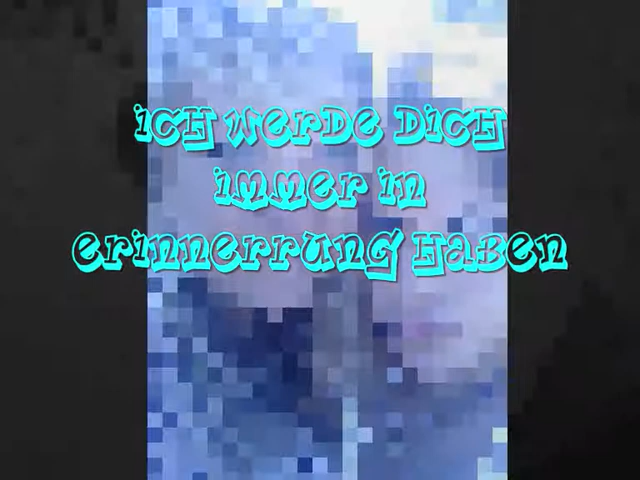 ich werde dich
immer in
erinnerrung haben